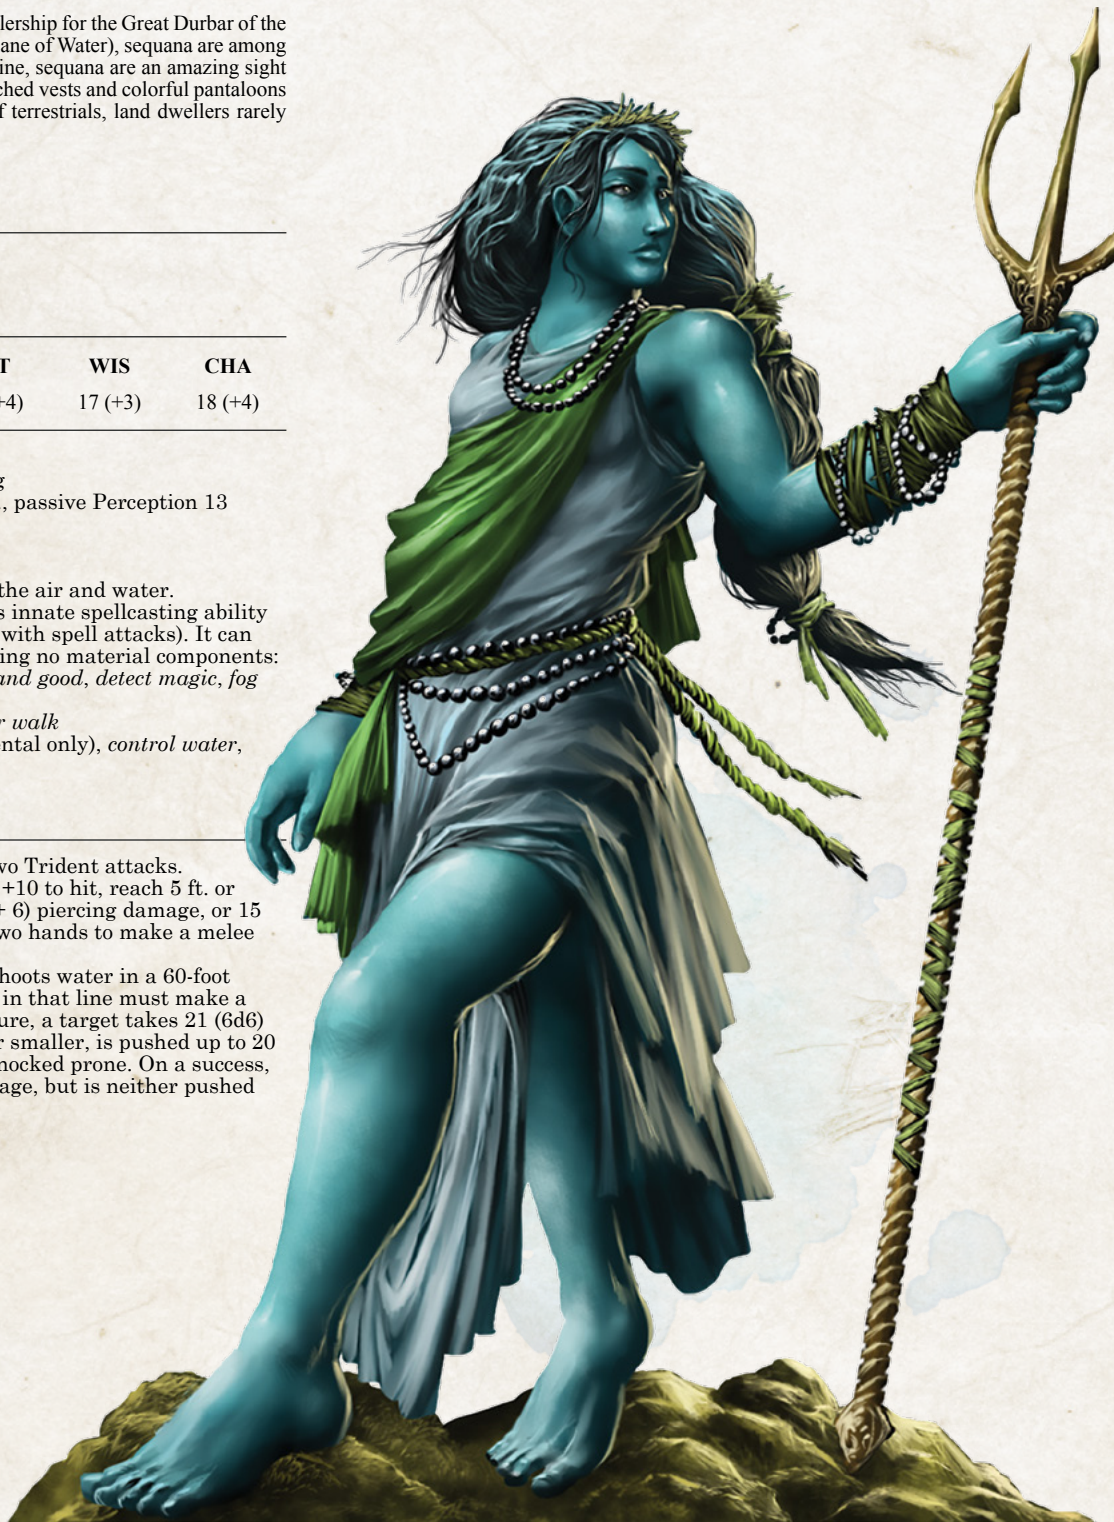 lership for the Great Durbar of the
ane of Water), sequana are among
ine, sequana are an amazing sight
ched vests and colorful pantaloons
f terrestrials, land dwellers rarely
T WIS CHA
+4) 17 (+3) 18 (+4)
g
., passive Perception 13
the air and water.
s innate spellcasting ability
with spell attacks). It can
ing no material components:
and good, detect magic, fog
r walk
ental only), control water,
wo Trident attacks.
+10 to hit, reach 5 ft. or
+ 6) piercing damage, or 15
wo hands to make a melee
hoots water in a 60-foot
in that line must make a
ure, a target takes 21 (6d6)
r smaller, is pushed up to 20
nocked prone. On a success,
age, but is neither pushed